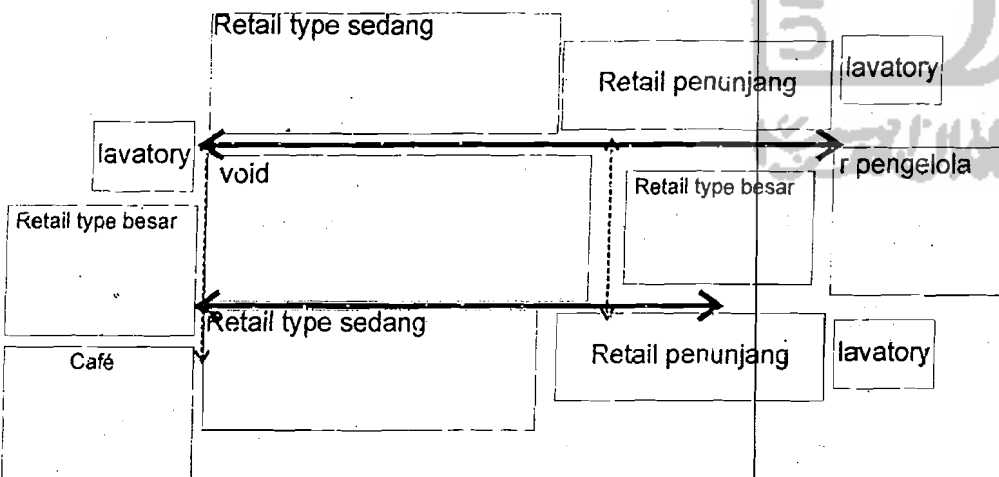 Retail type sedang
Retail penunjang
lavatory
lavatory
void
r pengelola
Retail type besar
Retail type besar
Retail type sedang
Café
Retail penunjang
lavatory